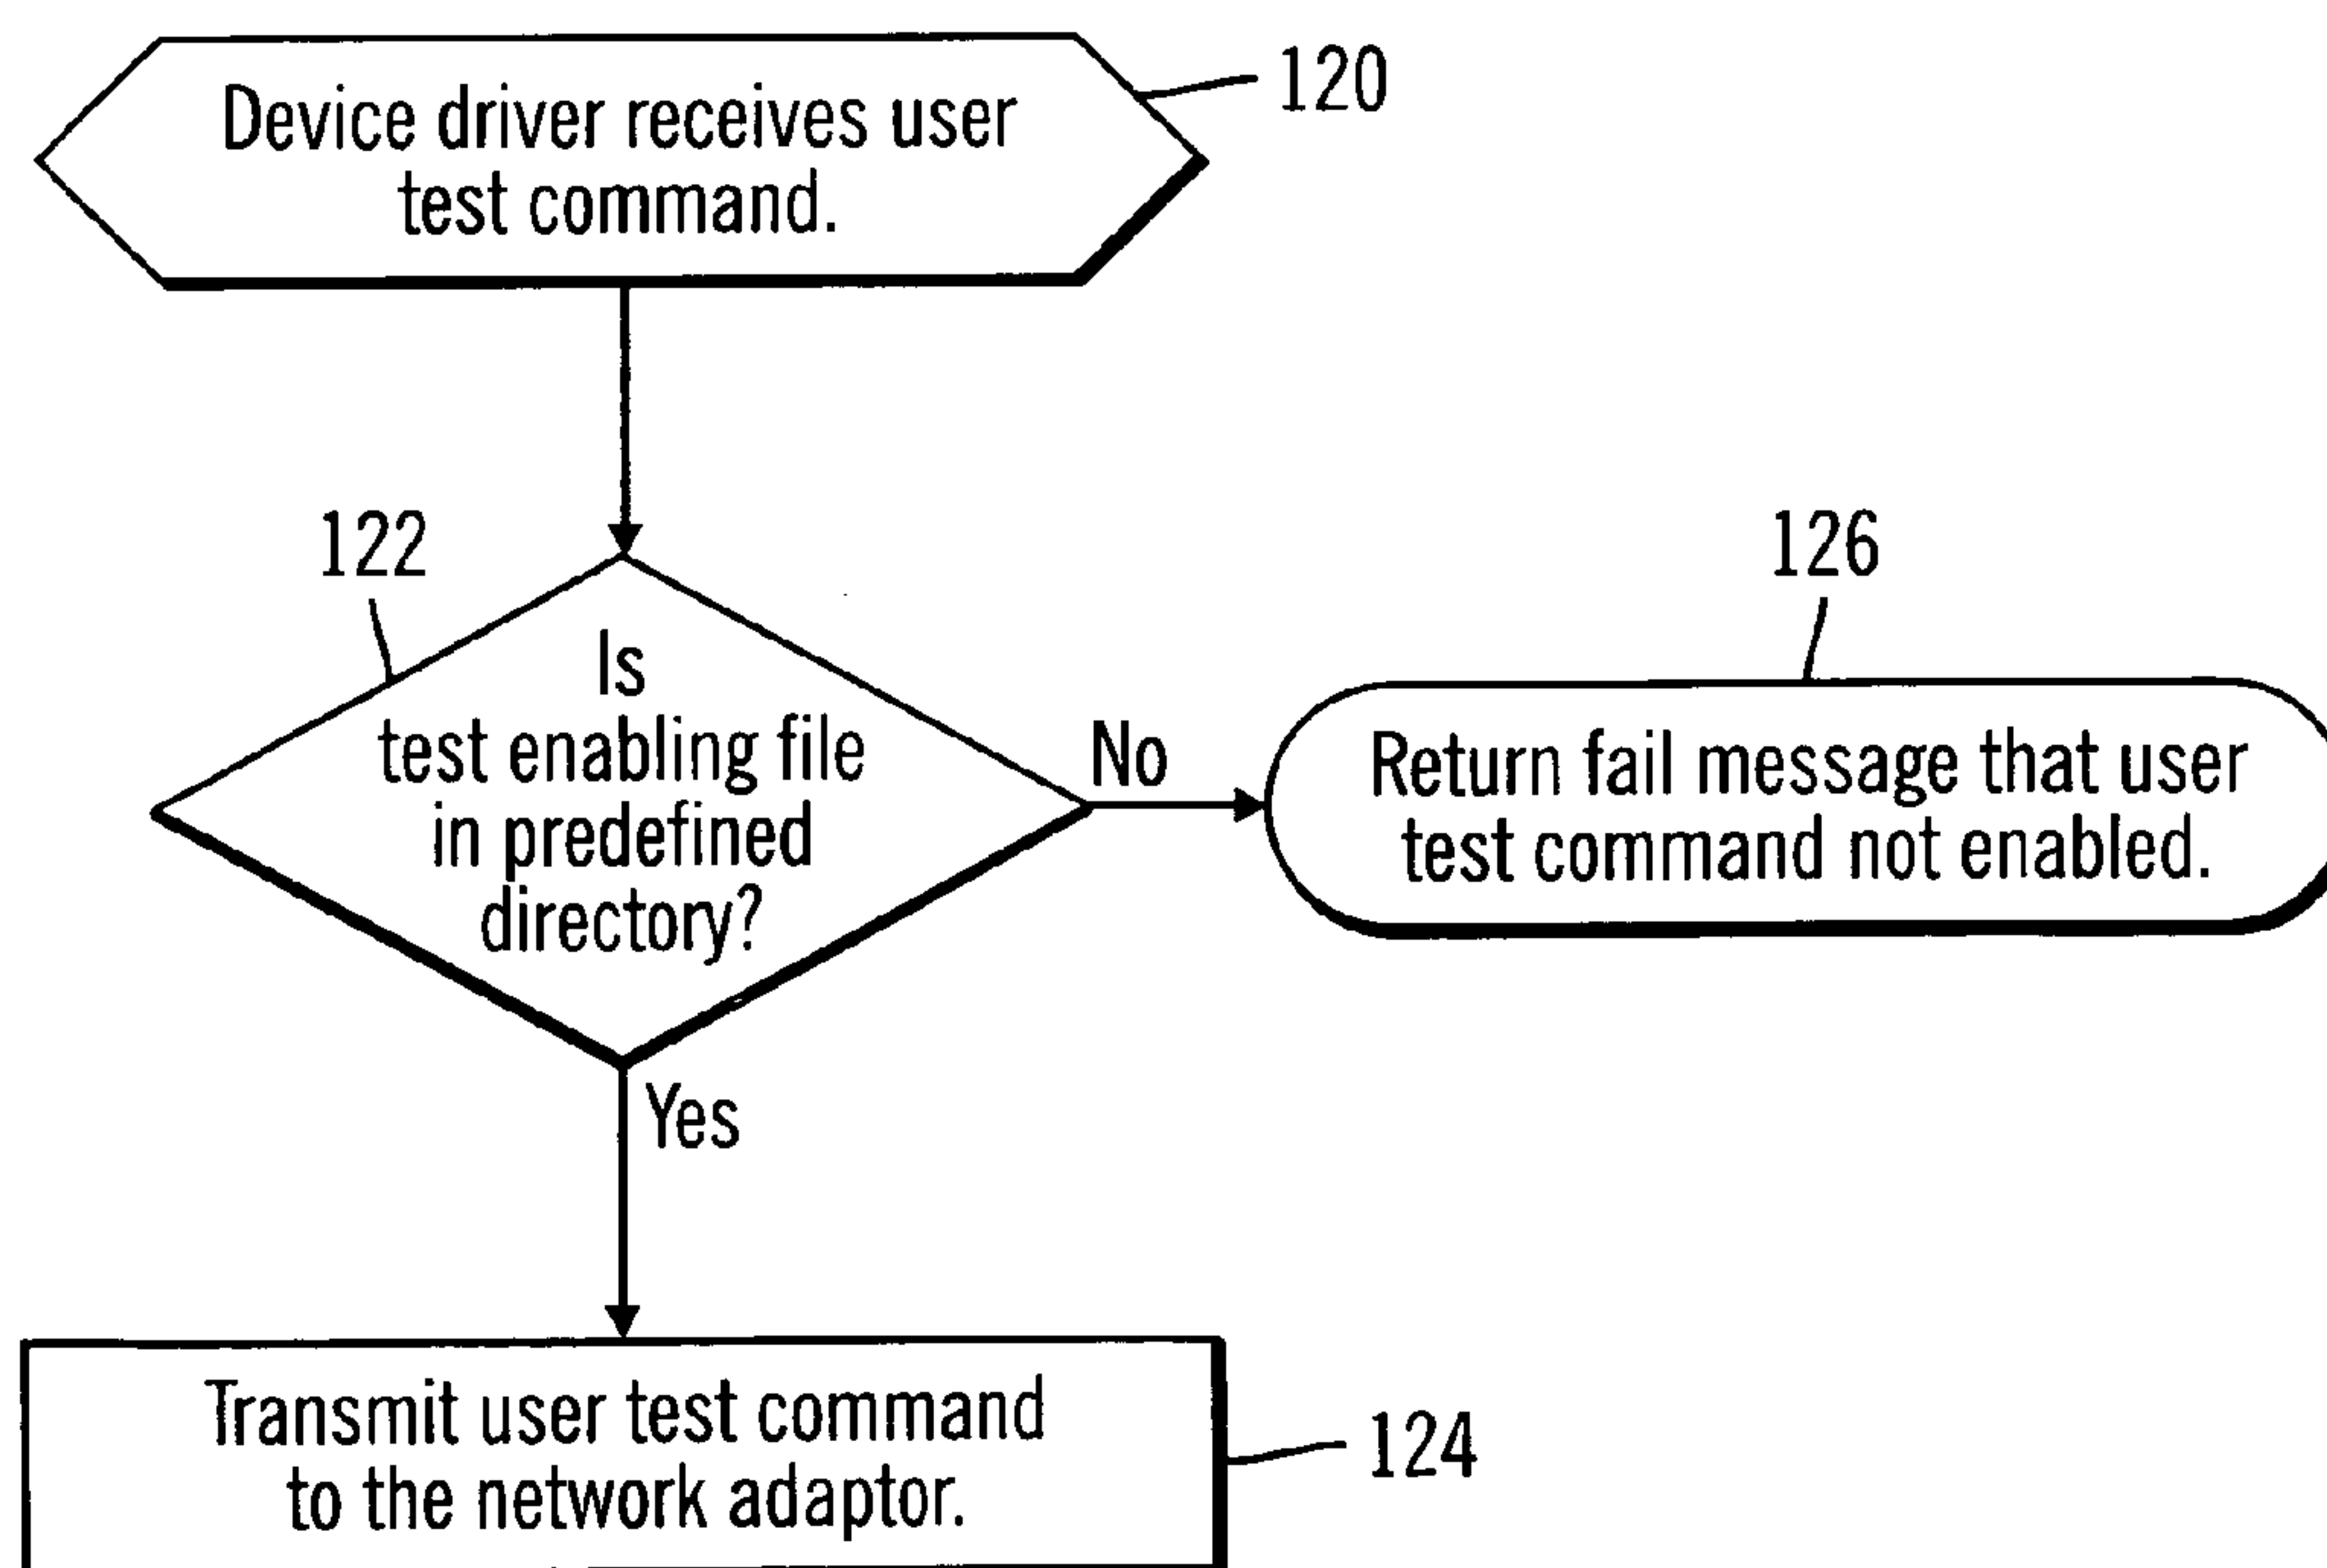 Device driver receives user
test command.
120
122
Is
test enabling file
in predefined
directory?
No
126
Return fail message that user
test command not enabled.
Yes
Transmit user test command
to the network adaptor.
124